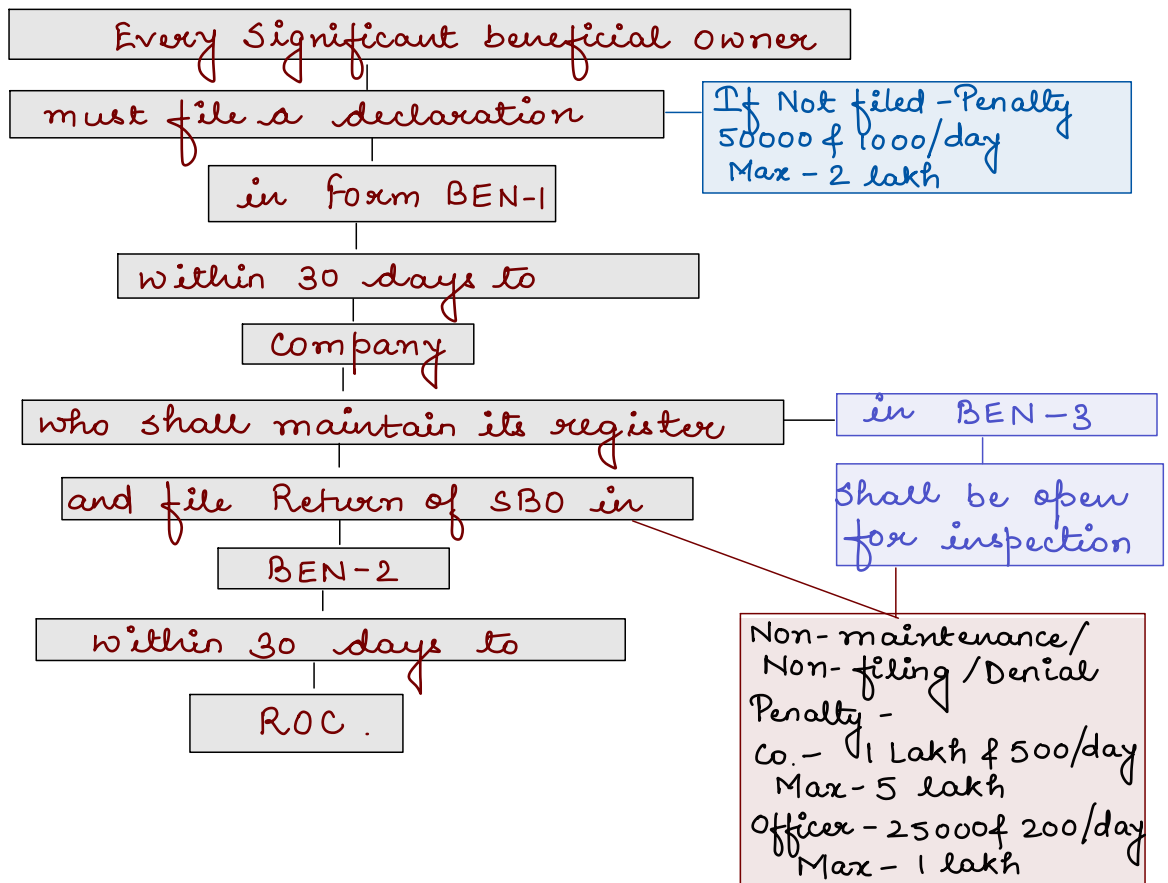 Every Significant beneficial owner
must file a declaration
If Not filed - Penalty
50000 & 1000/day
Max - 2 lakh
in Form BEN-1
within 30 days to
Company
who shall maintain its register
in BEN-3
and file Return of SBO in
shall be open
for inspection
BEN-2
within 30 days to
ROC.
Non-maintenance/
Non-filing/Denial
Penalty -
Co. - 1 Lakh & 500/day
Max - 5 lakh
Officer - 25000 & 200/day
Max - 1 lakh